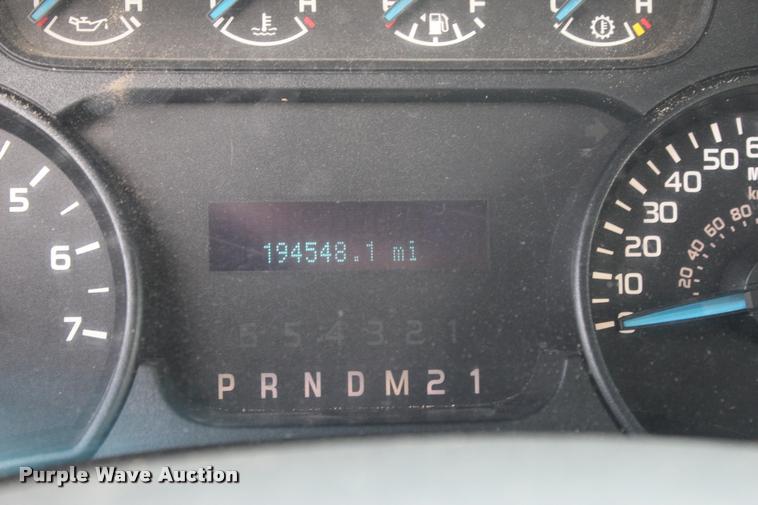 L H C H E F C H
5
6
7
194548.1 mi
6 5 4 3 2 1
P R N D M 2 1
0 10 20 30 40 50
20 40 60 80
Purple Wave Auction